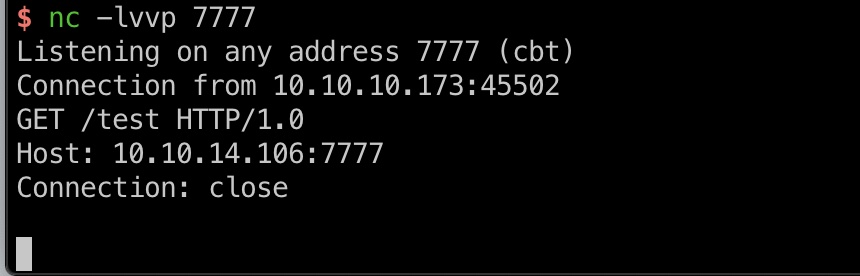 $ nc -lvvp 7777
Listening on any address 7777 (cbt)
Connection from 10.10.10.173:45502
GET /test HTTP/1.0
Host: 10.10.14.106:7777
Connection: close